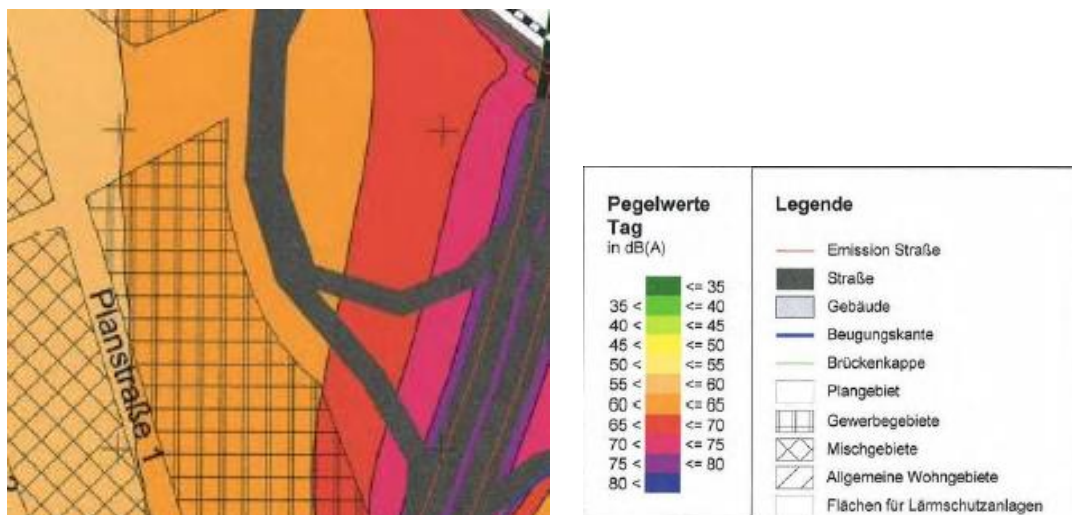 Planstraße 1
Pegelwerte
Tag
in dB(A)
<= 35
35 < <= 40
40 < <= 45
45 < <= 50
50 < <= 55
55 < <= 60
60 < <= 65
65 < <= 70
70 < <= 75
75 < <= 80
80 <
Legende
Emission Straße
Straße
Gebäude
Beugungskante
Brückenkappe
Plangebiet
Gewerbegebiete
Mischgebiete
Allgemeine Wohngebiete
Flächen für Lärmschutzanlagen